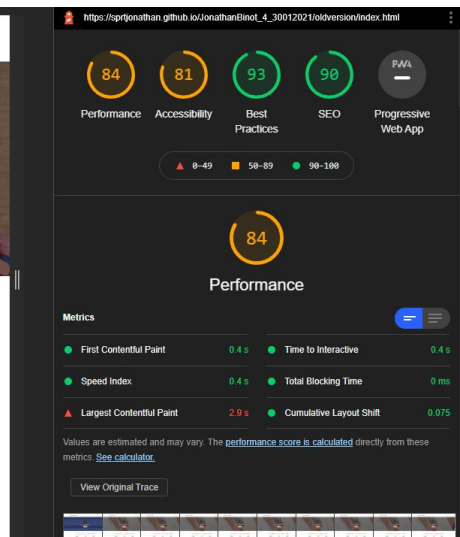 https://sprtjonathan.github.io/JonathanBinot_4_30012021/oldversion/index.html
84 81 93 90 PWA
Performance Accessibility Best Practices SEO Progressive Web App
0-49 50-89 90-100
84
Performance
Metrics
First Contentful Paint 0.4 s Time to Interactive 0.4 s
Speed Index 0.4 s Total Blocking Time 0 ms
Largest Contentful Paint 2.9 s Cumulative Layout Shift 0.075
Values are estimated and may vary. The performance score is calculated directly from these
metrics. See calculator.
View Original Trace